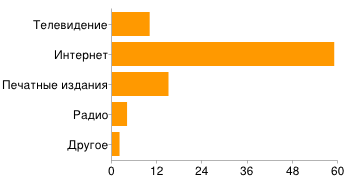 Телевидение
Интернет
Печатные издания
Радио
Другое
0 12 24 36 48 60